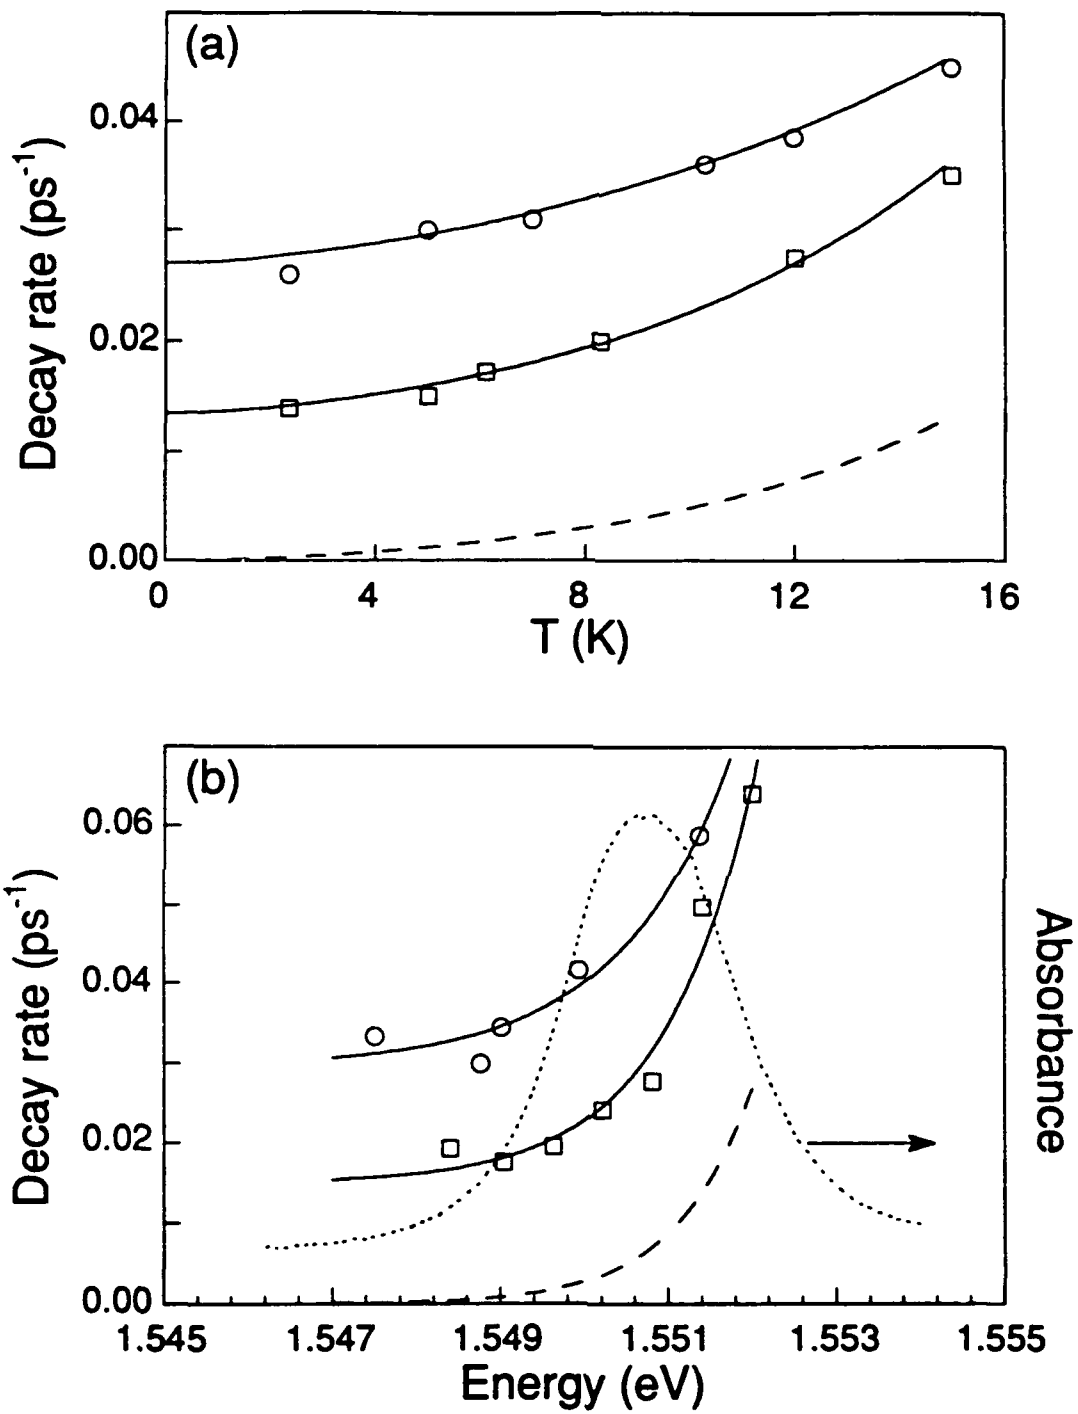 (a)
Decay rate (ps⁻¹)
0.04
0.02
0.00
0 4 8 12 16
T (K)
(b)
Decay rate (ps⁻¹)
0.06
0.04
0.02
0.00
Absorbance
1.545 1.547 1.549 1.551 1.553 1.555
Energy (eV)